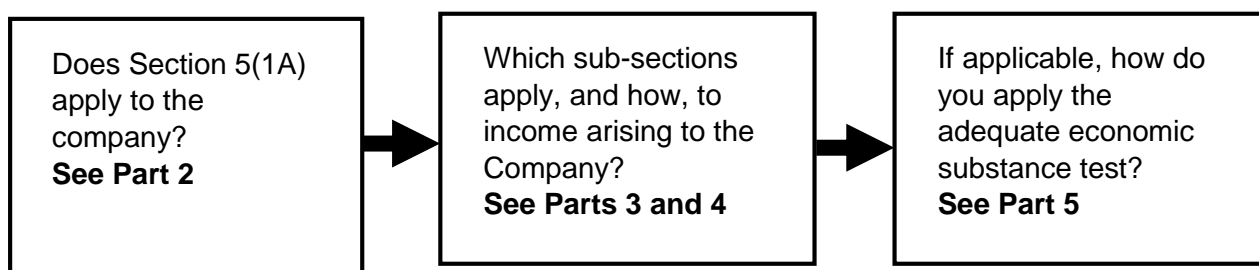 Does Section 5(1A)
apply to the
company?
See Part 2
Which sub-sections
apply, and how, to
income arising to the
Company?
See Parts 3 and 4
If applicable, how do
you apply the
adequate economic
substance test?
See Part 5